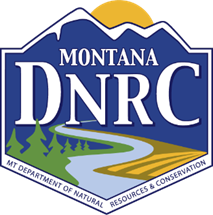 MONTANA
DNRC
MT DEPARTMENT OF NATURAL RESOURCES & CONSERVATION